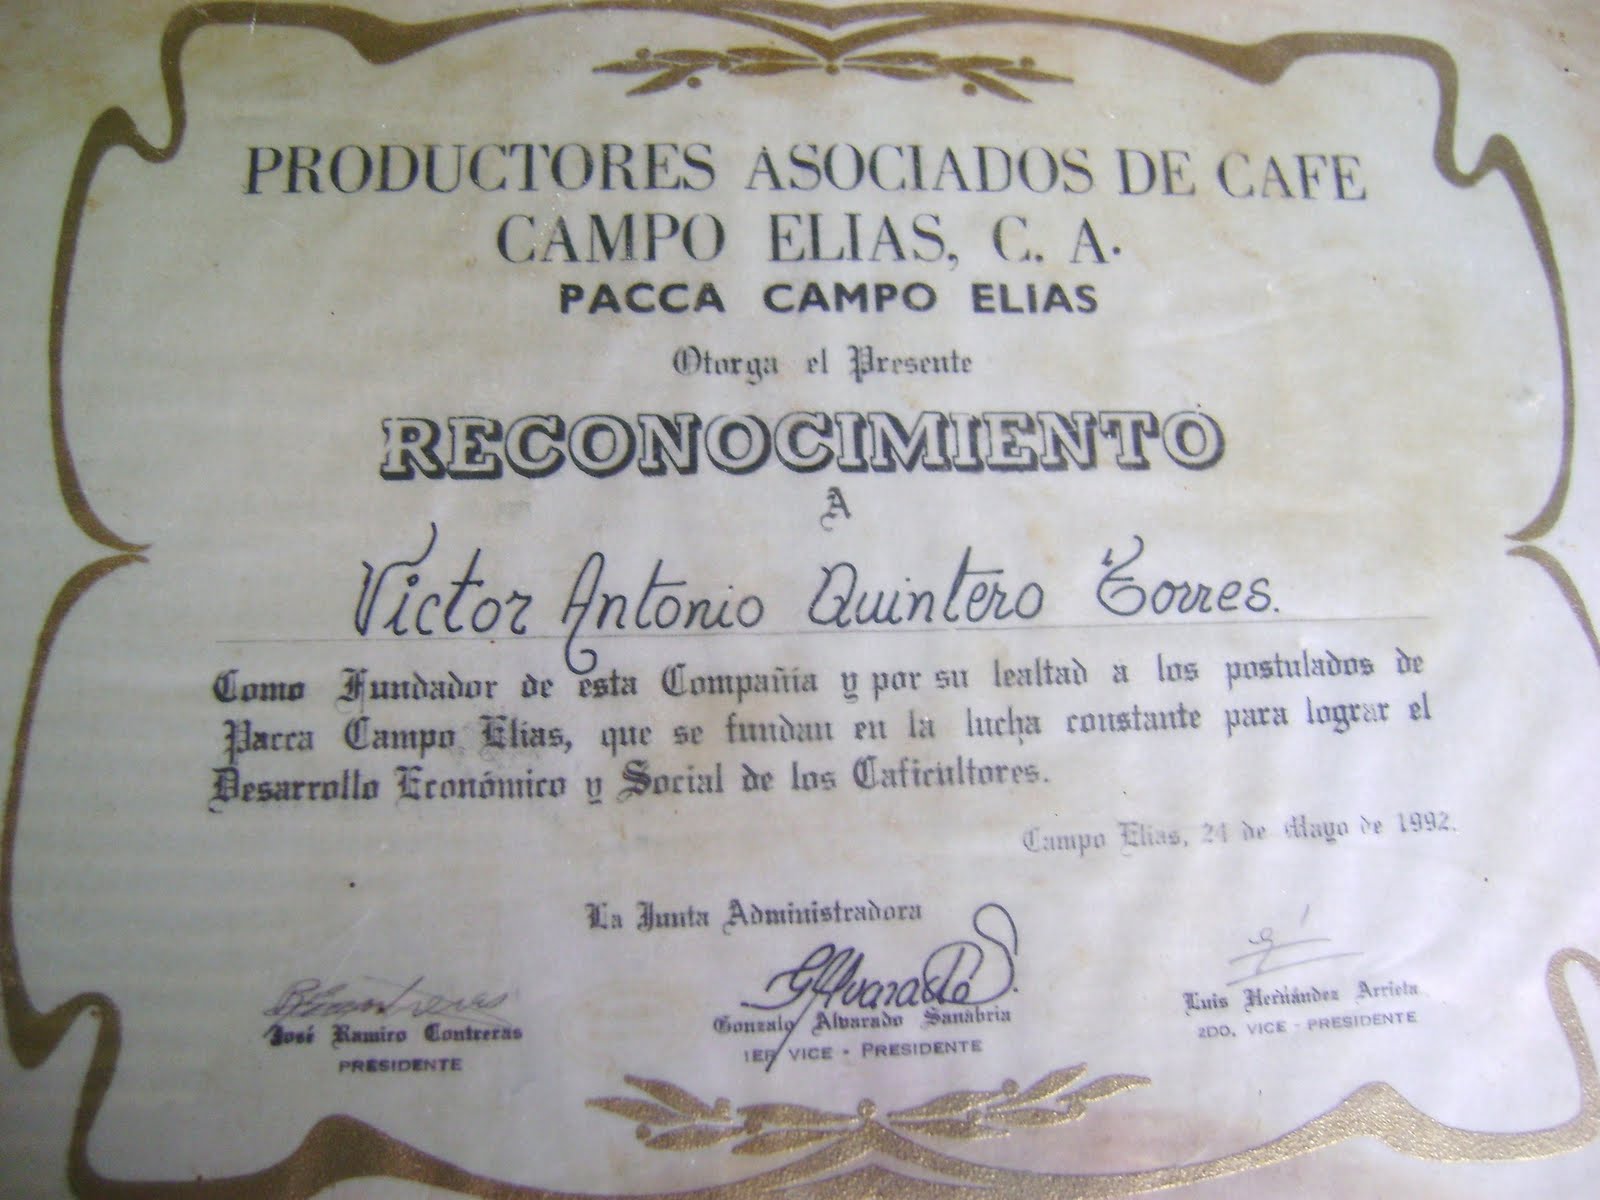 PRODUCTORES ASOCIADOS DE CAFE
CAMPO ELIAS, C. A.
PACCA CAMPO ELIAS
Otorga el Presente
RECONOCIMIENTO
A
Victor Antonio Quintero Torres.
Como Fundador de esta Compañía y por su lealtad a los postulados de
Pacca Campo Elias, que se fundan en la lucha constante para lograr el
Desarrollo Económico y Social de los Caficultores.
Campo Elias, 24 de Mayo de 1992.
La Junta Administradora
José Ramiro Contreras
PRESIDENTE
Gonzalo Alvarado Sanabria
1ER VICE - PRESIDENTE
Luis Hernández Arrieta
2DO. VICE - PRESIDENTE